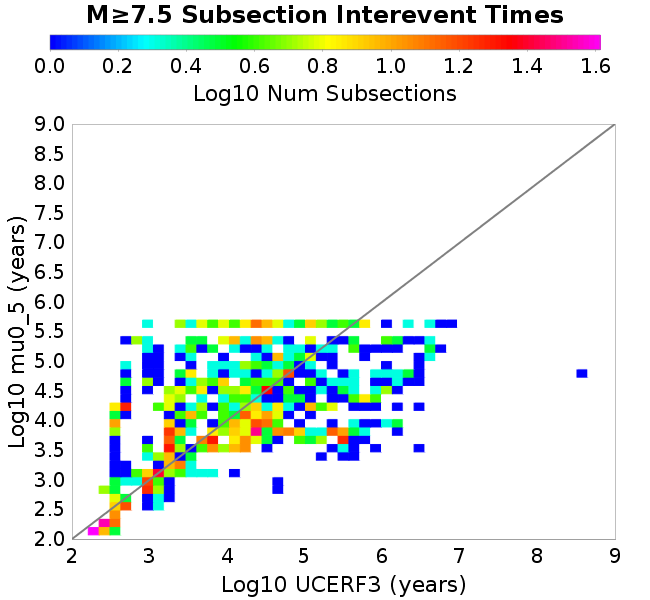 M≥7.5 Subsection Interevent Times
0.0 0.2 0.4 0.6 0.8 1.0 1.2 1.4 1.6
Log10 Num Subsections
Log10 mu0_5 (years)
9.0
8.5
8.0
7.5
7.0
6.5
6.0
5.5
5.0
4.5
4.0
3.5
3.0
2.5
2.0
2 3 4 5 6 7 8 9
Log10 UCERF3 (years)